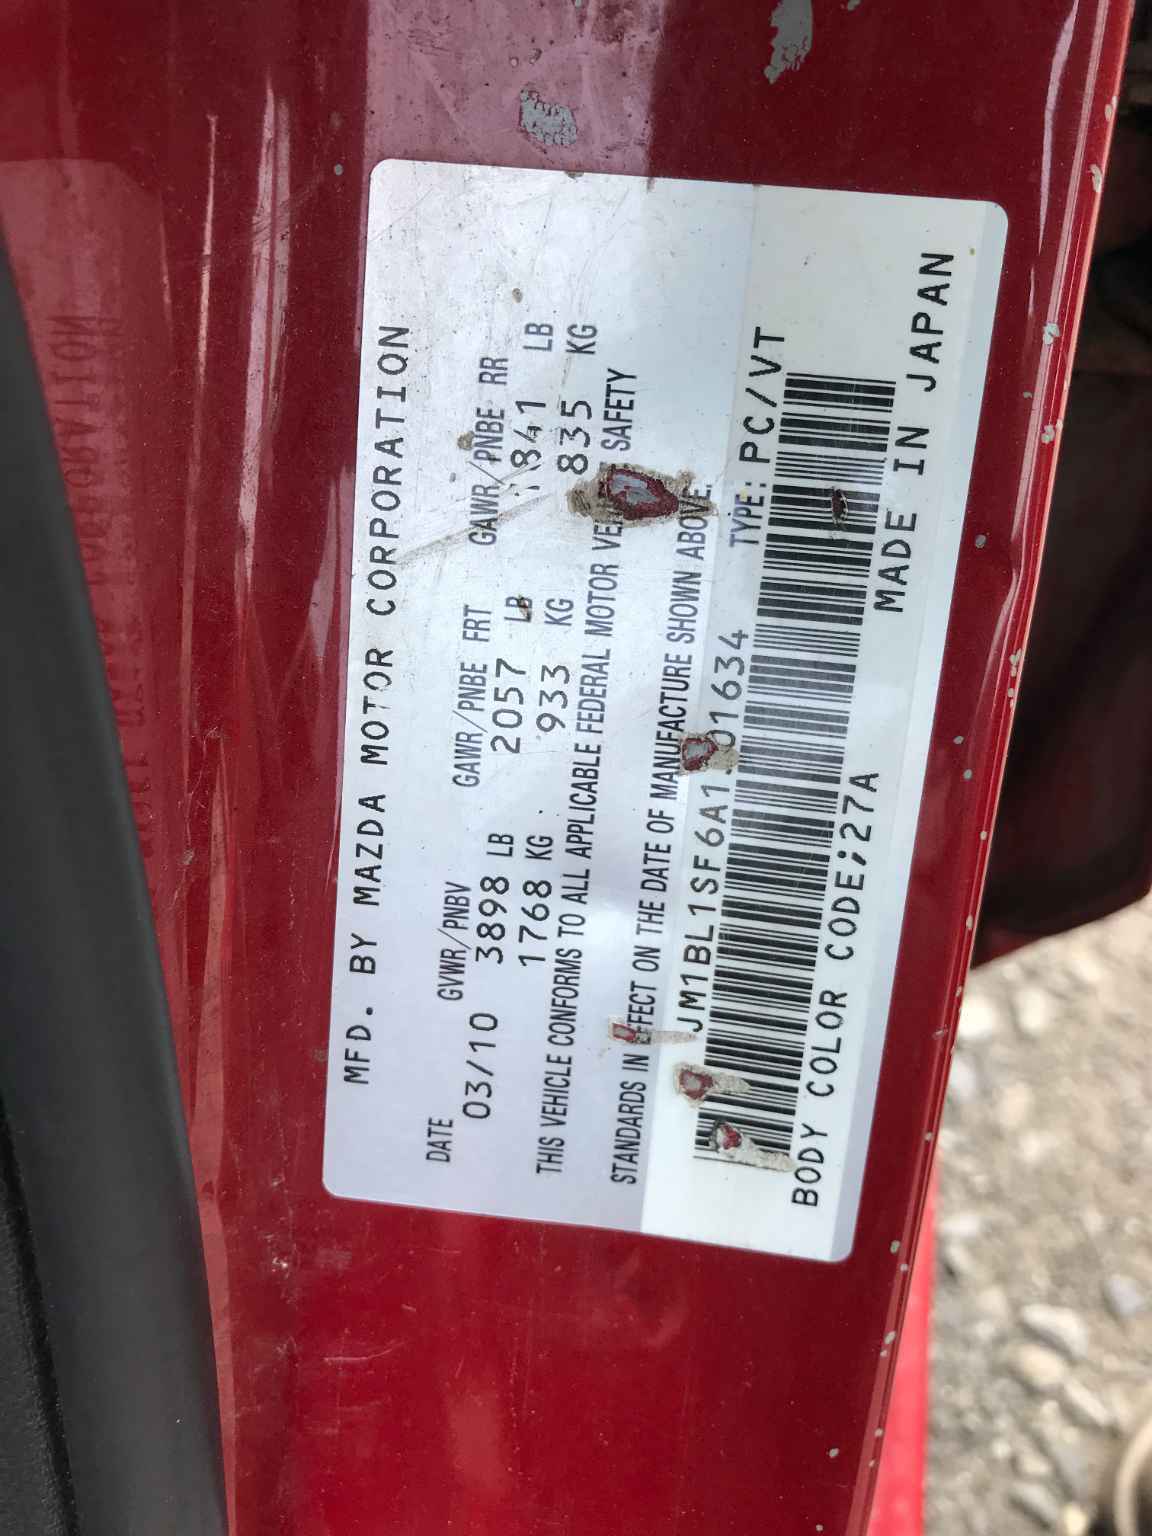 MFD. BY MAZDA MOTOR CORPORATION
DATE GVWR/PNBV GAWR/PNBE FRT GAWR/PNBE RR
03/10 3898 LB 2057 LB 1841 LB
1768 KG 933 KG 835 KG
THIS VEHICLE CONFORMS TO ALL APPLICABLE FEDERAL MOTOR SAFETY
STANDARDS IN EFFECT ON THE DATE OF MANUFACTURE SHOWN ABOVE.
TYPE: PC/VT
BODY COLOR CODE;27A MADE IN JAPAN